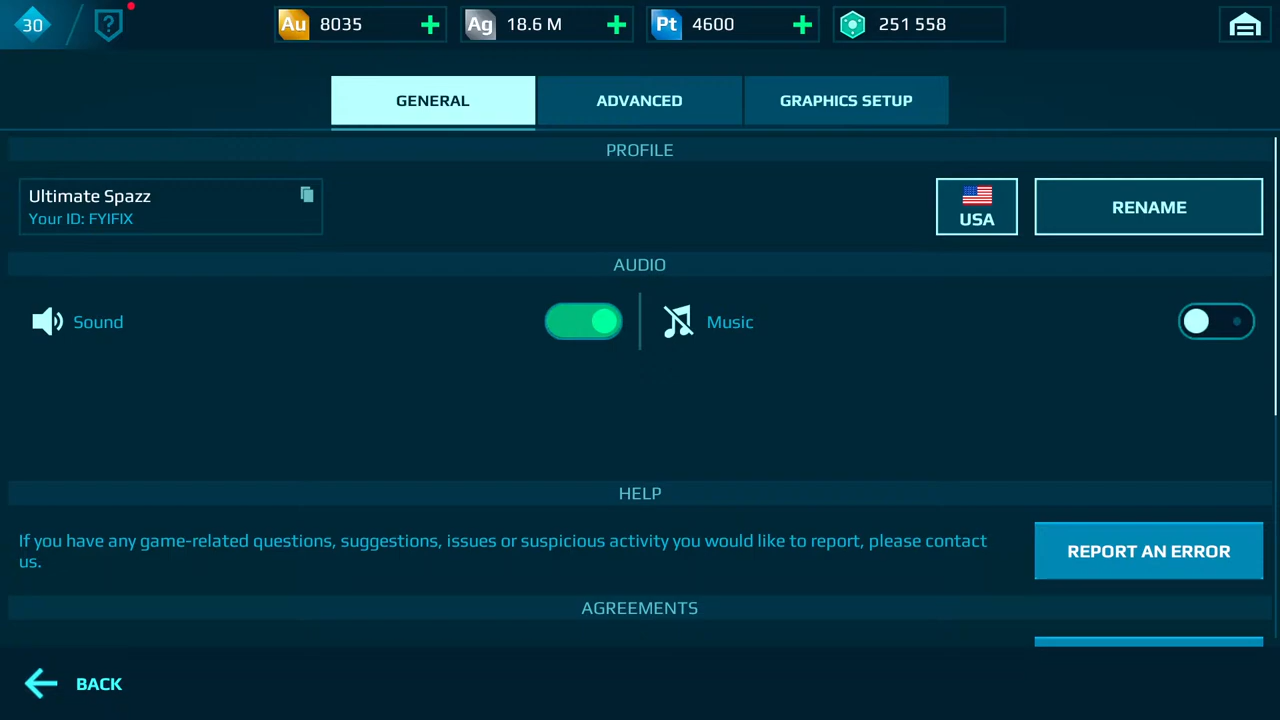 30
?
Au 8035 +
Ag 18.6 M +
Pt 4600 +
251 558
GENERAL
ADVANCED
GRAPHICS SETUP
PROFILE
Ultimate Spazz
Your ID: FYIFIX
USA
RENAME
AUDIO
Sound
Music
HELP
If you have any game-related questions, suggestions, issues or suspicious activity you would like to report, please contact
us.
REPORT AN ERROR
AGREEMENTS
BACK